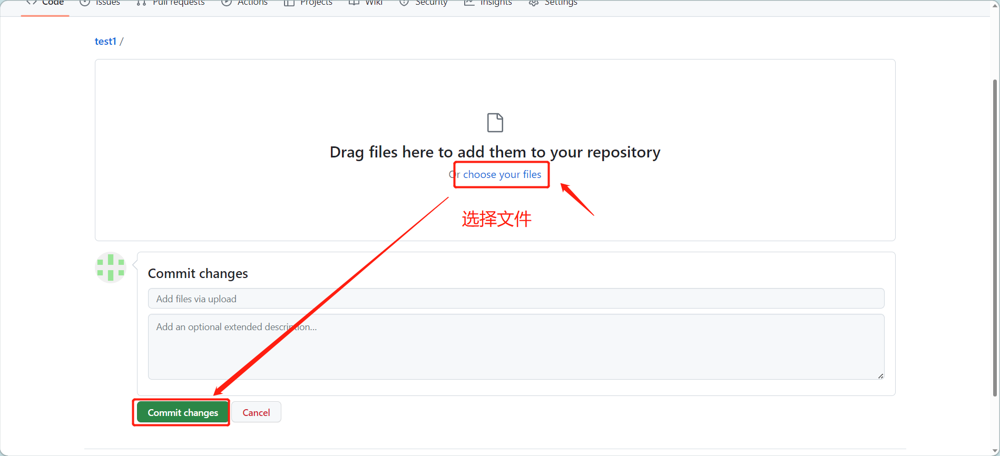 Code Issues Pull requests Actions Projects Wiki Security Insights Settings
test1 /
Drag files here to add them to your repository
Or choose your files
选择文件
Commit changes
Add files via upload
Add an optional extended description...
Commit changes Cancel